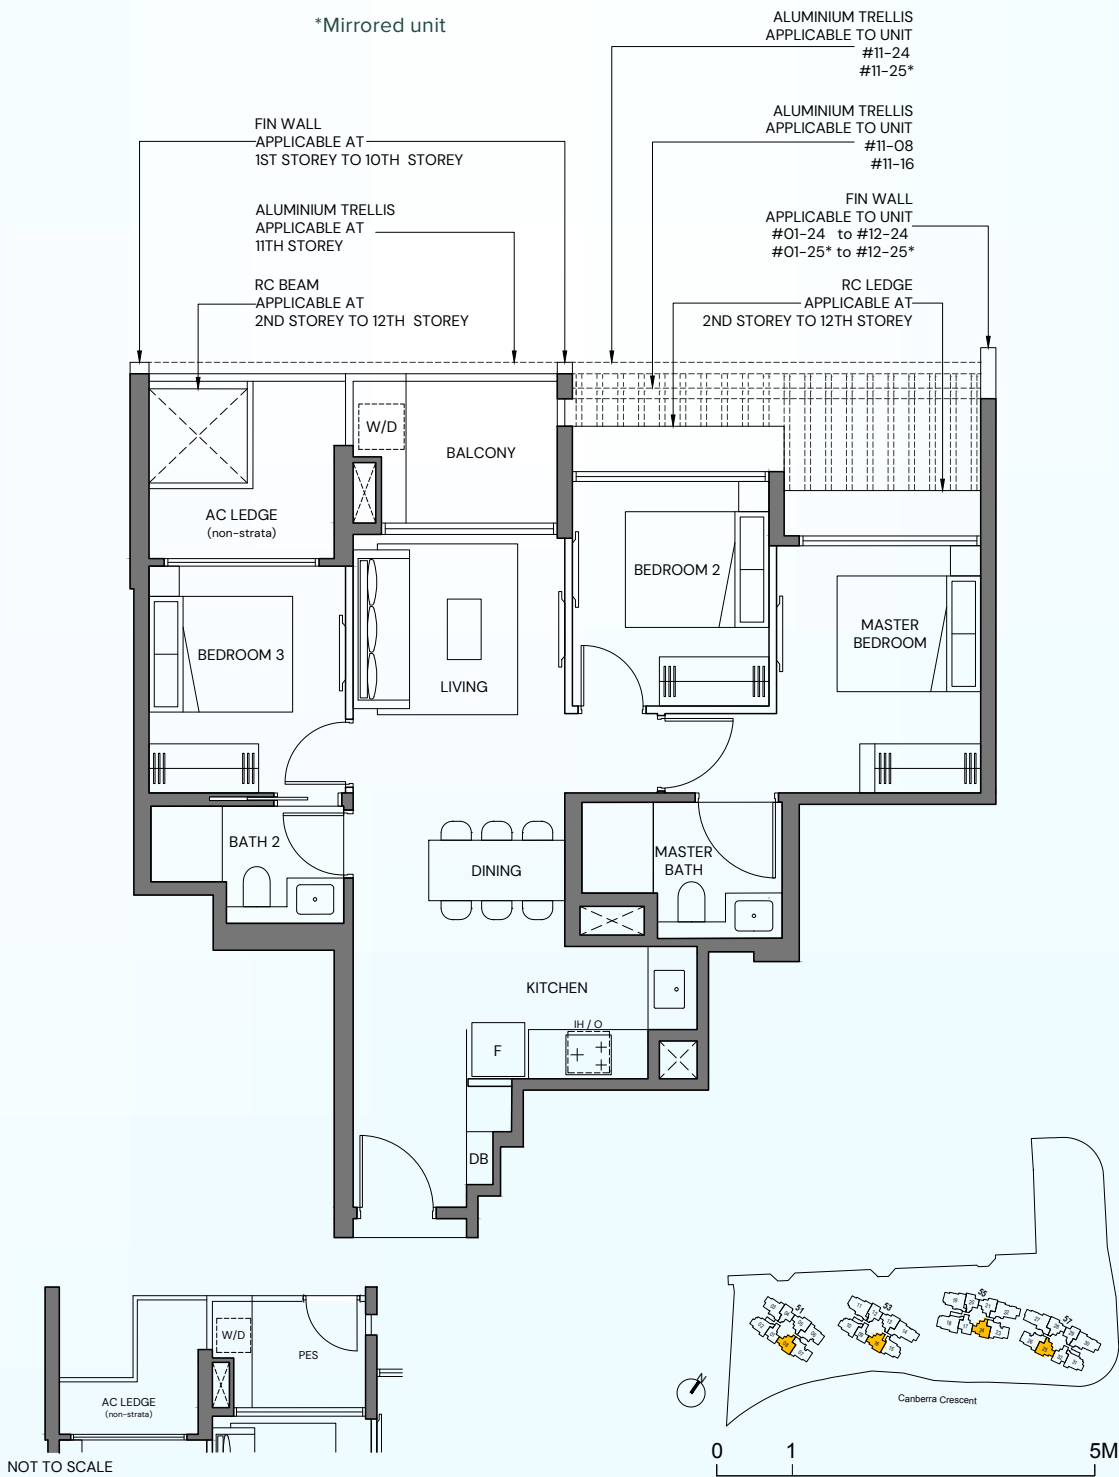 *Mirrored unit
ALUMINIUM TRELLIS
APPLICABLE TO UNIT
#11-24
#11-25*
ALUMINIUM TRELLIS
APPLICABLE TO UNIT
#11-08
#11-16
FIN WALL
APPLICABLE AT
1ST STOREY TO 10TH STOREY
FIN WALL
APPLICABLE TO UNIT
#01-24 to #12-24
#01-25* to #12-25*
ALUMINIUM TRELLIS
APPLICABLE AT
11TH STOREY
RC BEAM
APPLICABLE AT
2ND STOREY TO 12TH STOREY
RC LEDGE
APPLICABLE AT
2ND STOREY TO 12TH STOREY
W/D
BALCONY
AC LEDGE
(non-strata)
BEDROOM 2
MASTER
BEDROOM
BEDROOM 3
LIVING
BATH 2
DINING
MASTER
BATH
KITCHEN
IH / O
F
DB
W/D
PES
AC LEDGE
(non-strata)
NOT TO SCALE
51
53
55
57
N
Canberra Crescent
0 1 5M